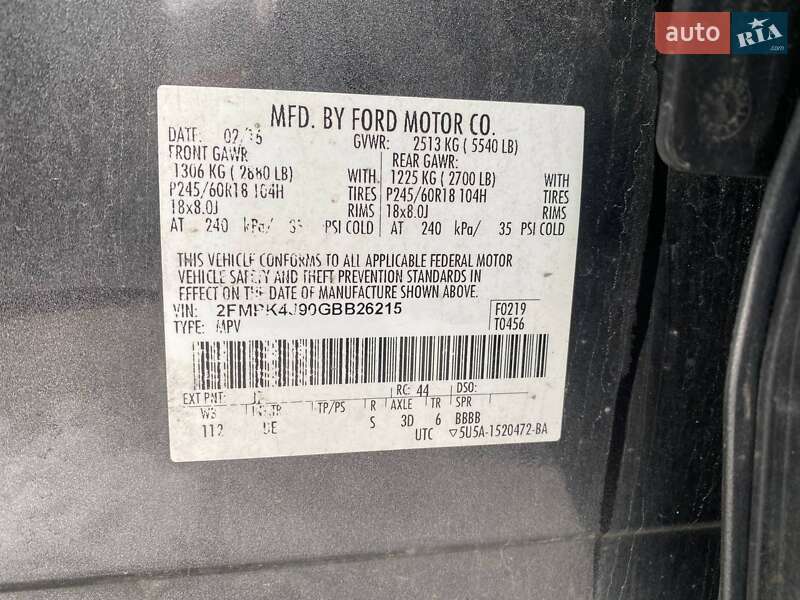 auto RIA .com
MFD. BY FORD MOTOR CO.
DATE: 02/16 GVWR: 2513 KG ( 5540 LB)
FRONT GAWR: REAR GAWR:
1306 KG ( 2880 LB) WITH 1225 KG ( 2700 LB) WITH
P245/60R18 104H TIRES P245/60R18 104H TIRES
18x8.0J RIMS 18x8.0J RIMS
AT 240 kPa/ 35 PSI COLD AT 240 kPa/ 35 PSI COLD
THIS VEHICLE CONFORMS TO ALL APPLICABLE FEDERAL MOTOR
VEHICLE SAFETY AND THEFT PREVENTION STANDARDS IN
EFFECT ON THE DATE OF MANUFACTURE SHOWN ABOVE.
VIN: 2FMPK4J90GBB26215 F0219
TYPE: MPV T0456
EXT PNT: RC: 44 DSO:
WB TP/PS R AXLE TR SPR
112 S 3D 6 BBBB
UTC ▽5U5A-1520472-BA